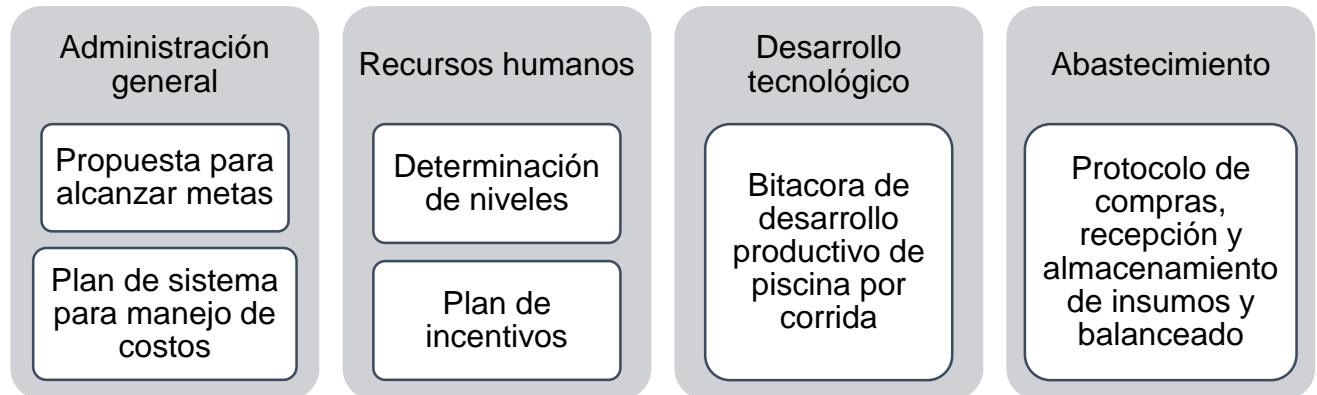 Administración
general
Propuesta para
alcanzar metas
Plan de sistema
para manejo de
costos
Recursos humanos
Determinación
de niveles
Plan de
incentivos
Desarrollo
tecnológico
Bitacora de
desarrollo
productivo de
piscina por
corrida
Abastecimiento
Protocolo de
compras,
recepción y
almacenamiento
de insumos y
balanceado